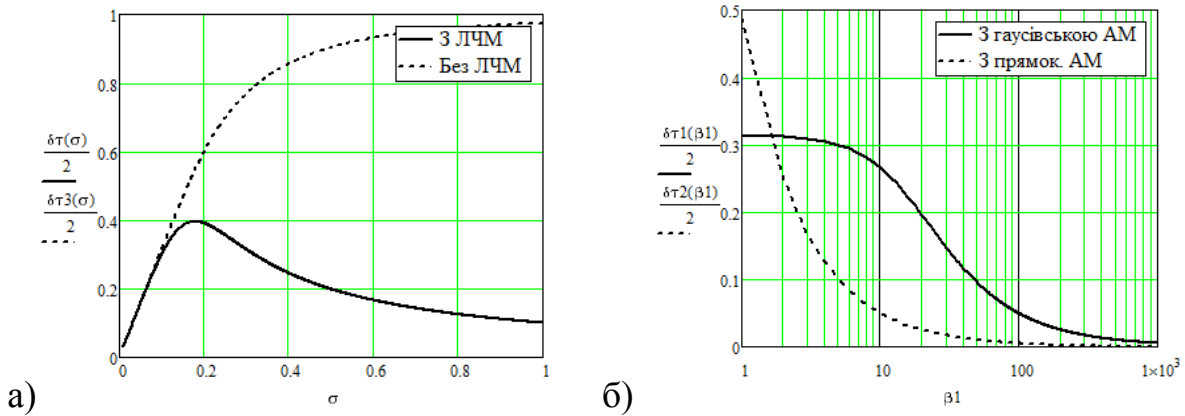 З ЛЧМ
Без ЛЧМ
1
0.8
0.6
0.4
0.2
0
δτ(σ)
2
δτ3(σ)
2
0 0.2 0.4 0.6 0.8 1
σ
а)
З гаусівською АМ
З прямок. АМ
0.5
0.4
0.3
0.2
0.1
0
δτ1(β1)
2
δτ2(β1)
2
1 10 100 1×10³
β1
б)